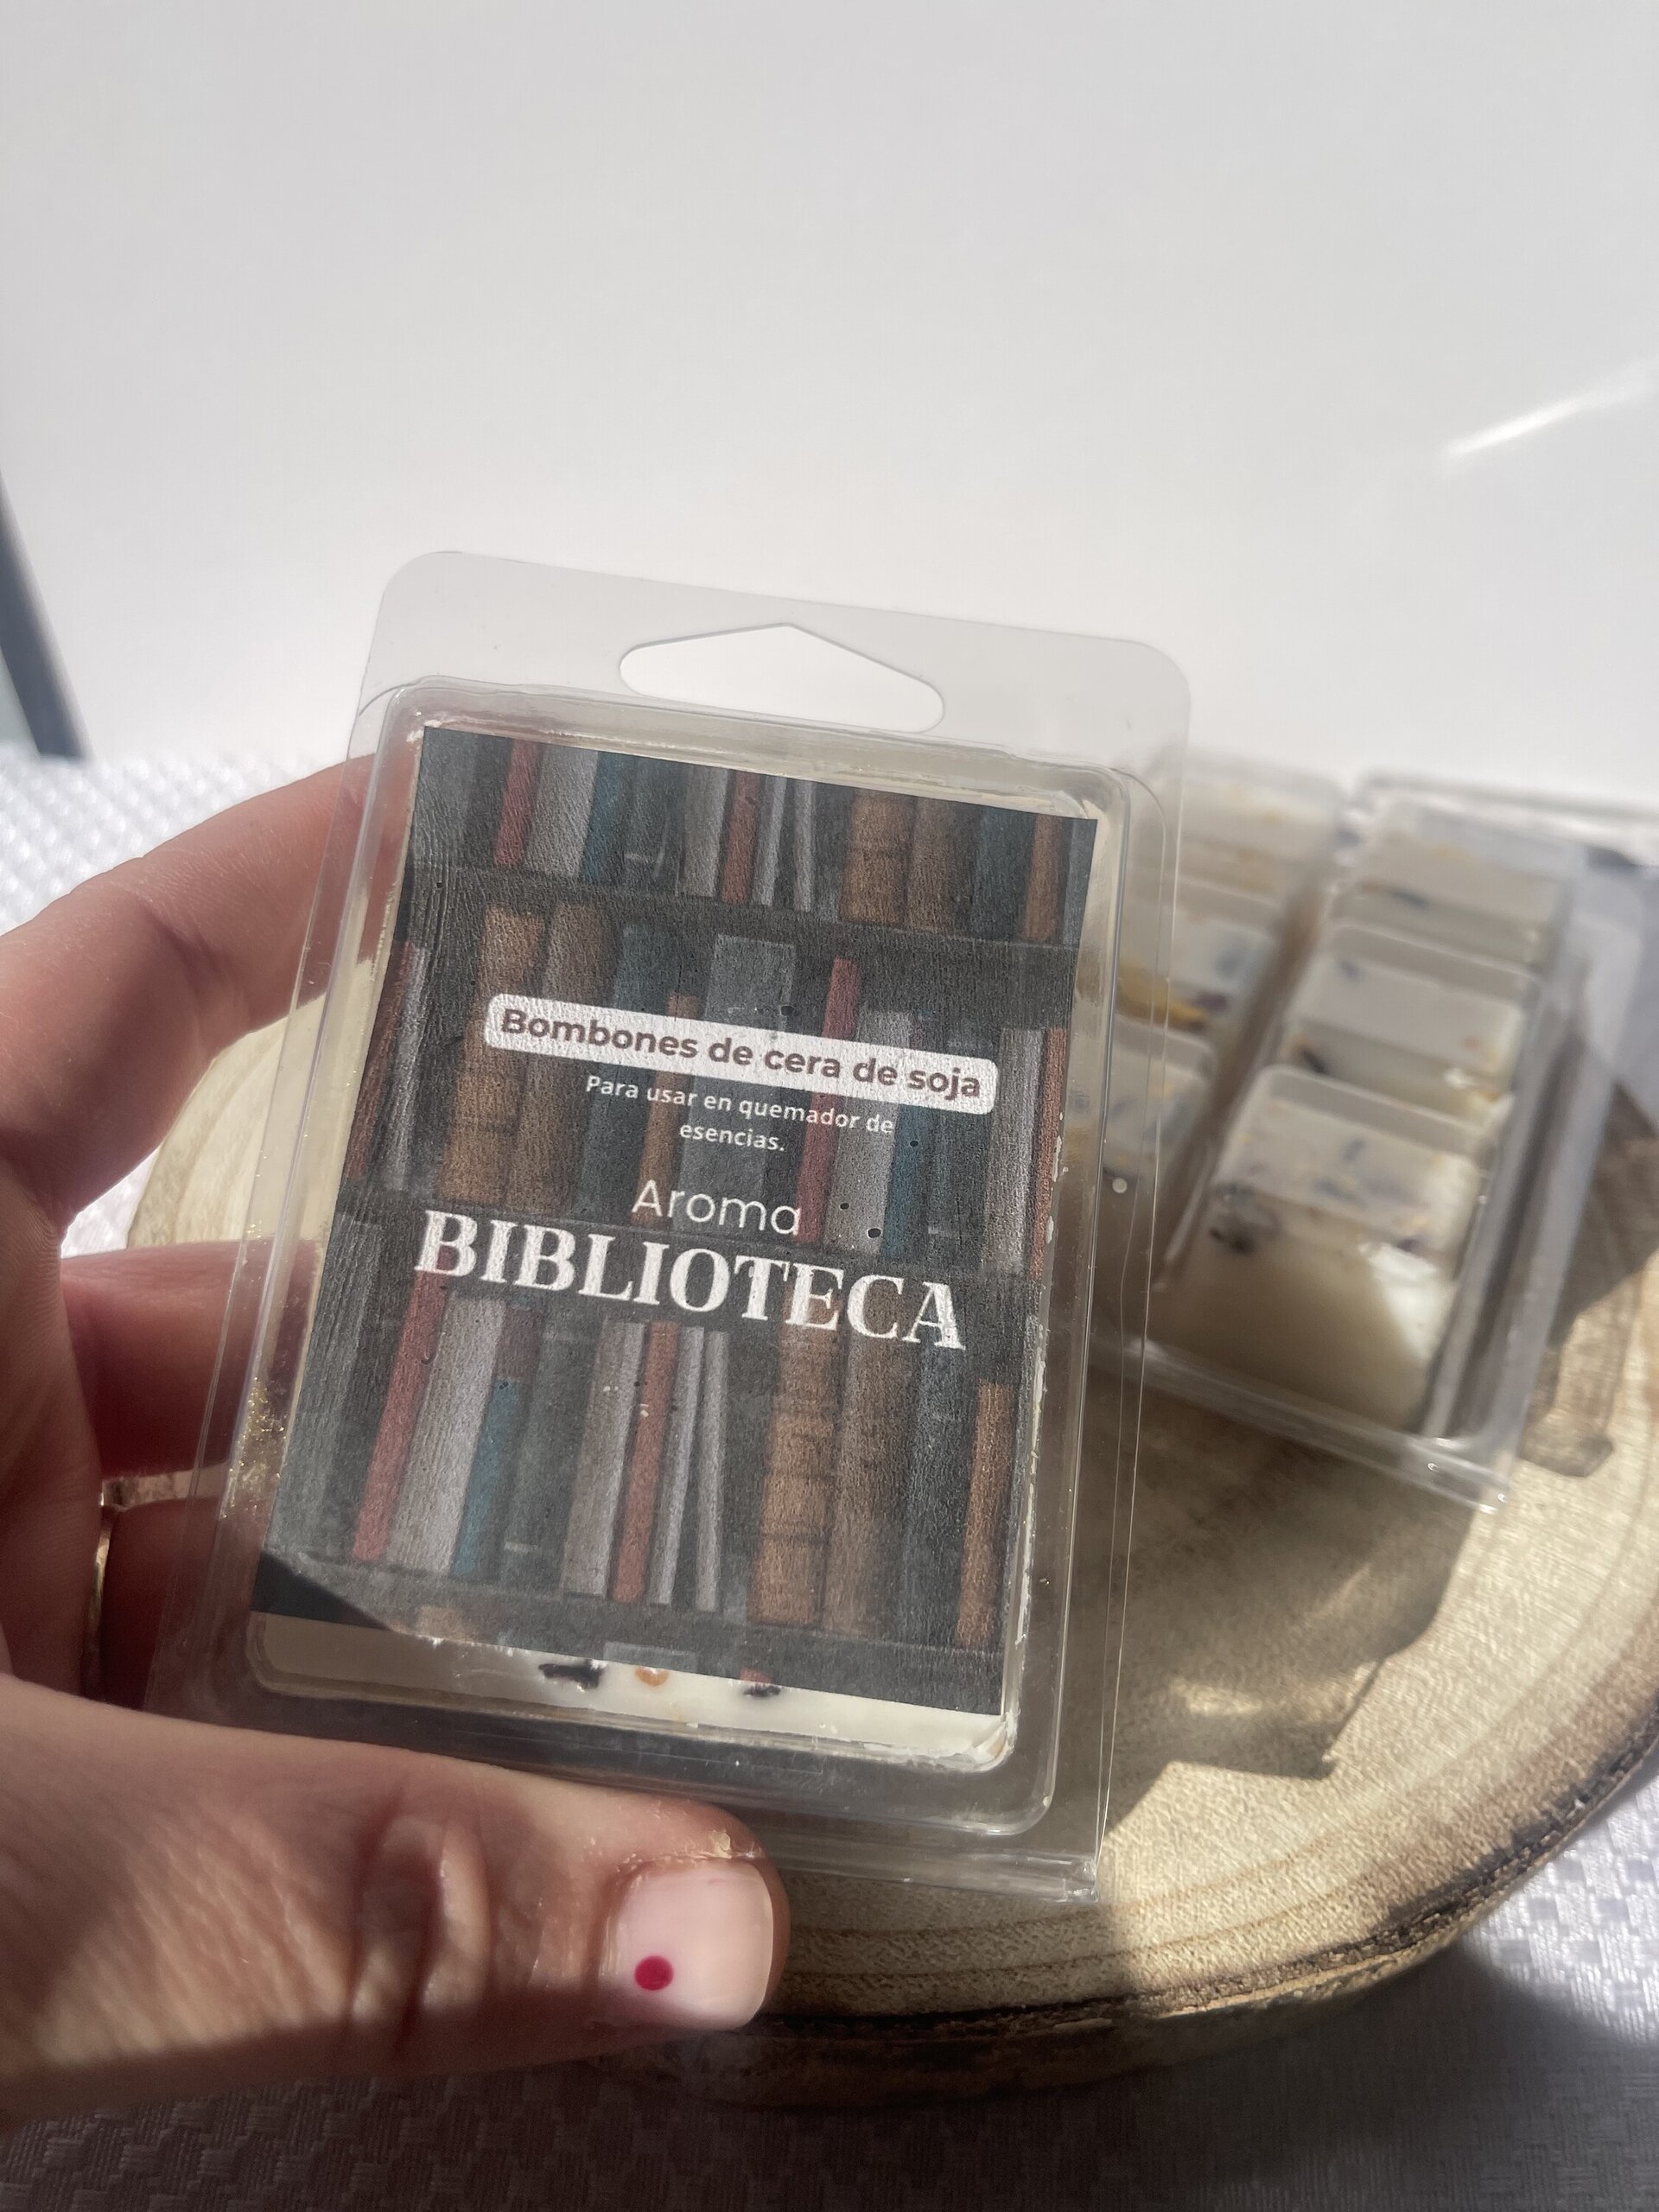 Bombones de cera de soja
Para usar en quemador de
esencias.
Aroma
BIBLIOTECA